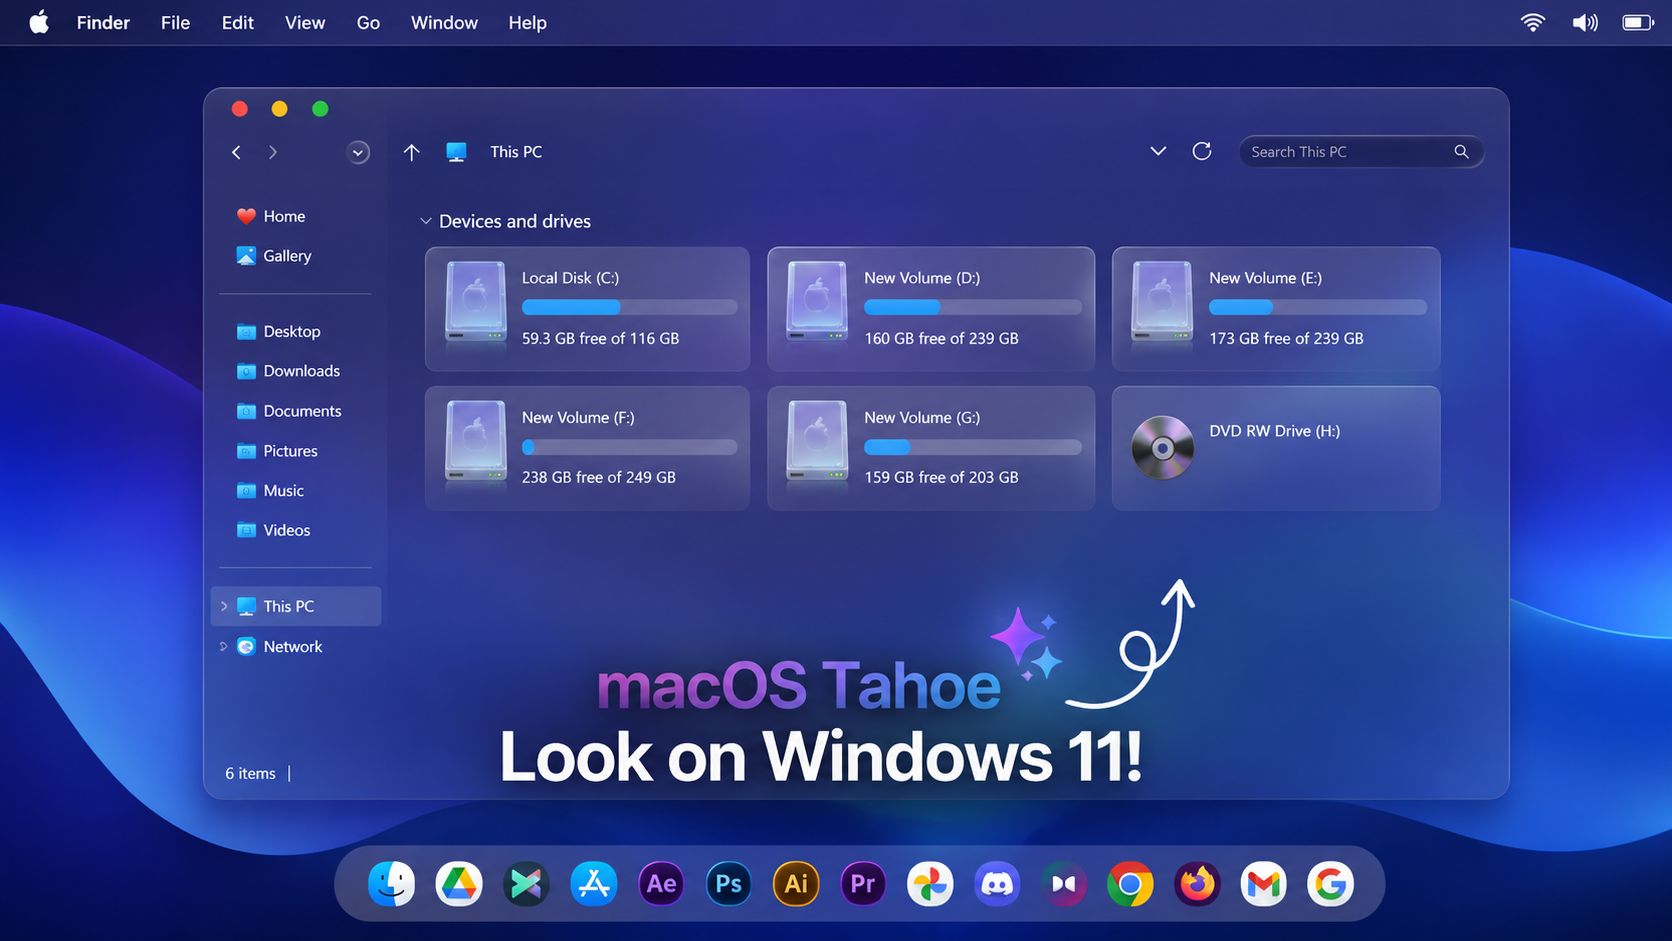 Finder File Edit View Go Window Help
This PC
Search This PC
Home
Gallery
Desktop
Downloads
Documents
Pictures
Music
Videos
This PC
Network
6 items
Devices and drives
Local Disk (C:)
59.3 GB free of 116 GB
New Volume (D:)
160 GB free of 239 GB
New Volume (E:)
173 GB free of 239 GB
New Volume (F:)
238 GB free of 249 GB
New Volume (G:)
159 GB free of 203 GB
DVD RW Drive (H:)
macOS Tahoe
Look on Windows 11!
Ae Ps Ai Pr